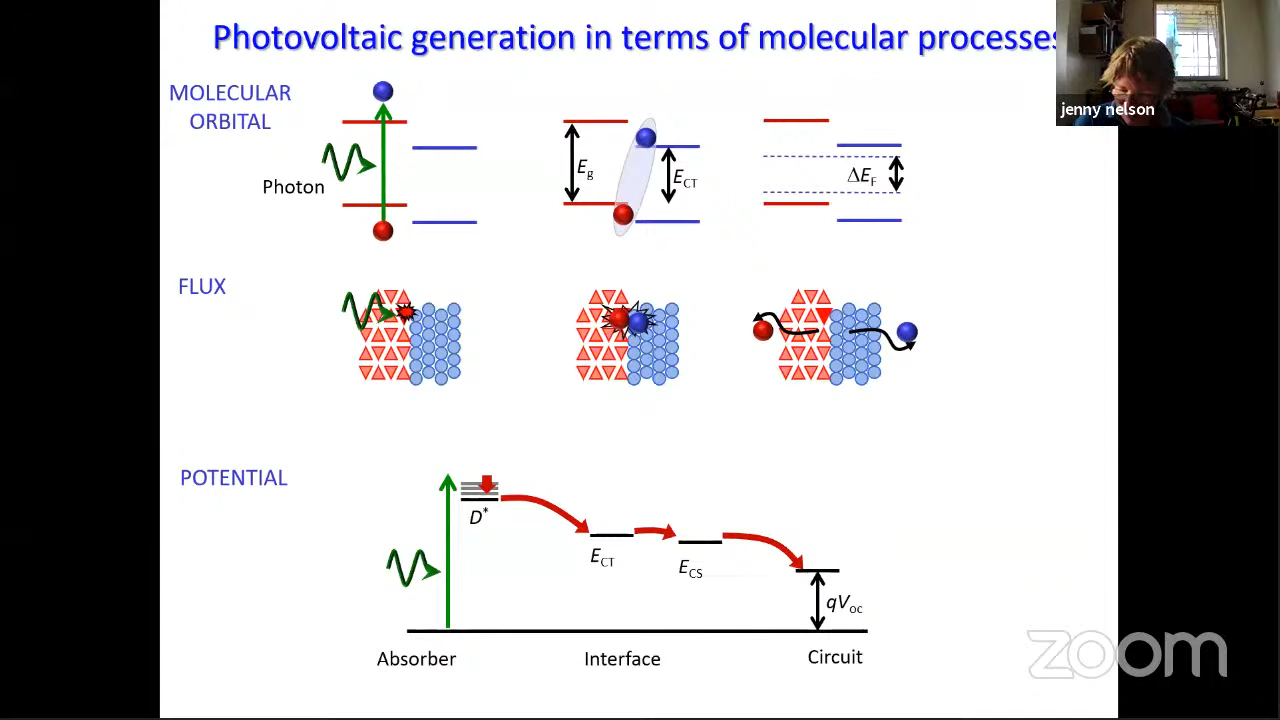 Photovoltaic generation in terms of molecular processes
jenny nelson
MOLECULAR
ORBITAL
Photon
Eg
ECT
ΔEF
FLUX
POTENTIAL
D*
ECT
ECS
qVoc
Absorber
Interface
Circuit
zoom